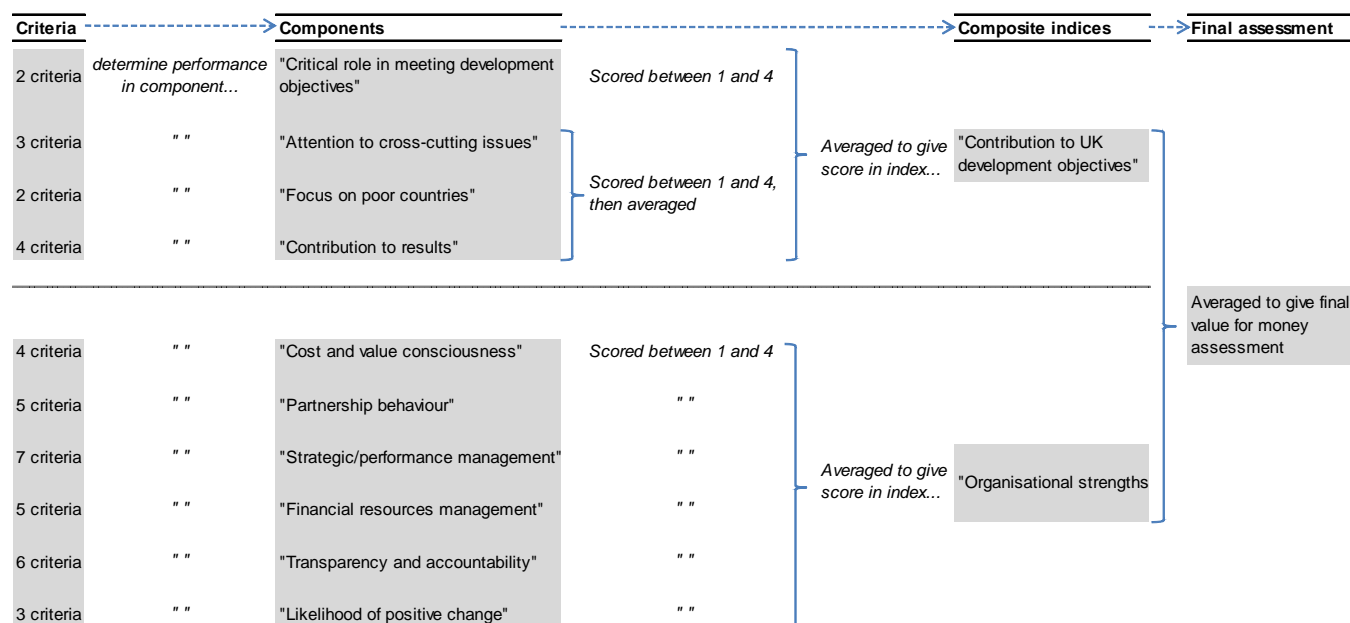 Criteria Components Composite indices Final assessment
2 criteria determine performance in component... "Critical role in meeting development objectives" Scored between 1 and 4
3 criteria " " "Attention to cross-cutting issues"
2 criteria " " "Focus on poor countries"
4 criteria " " "Contribution to results"
Scored between 1 and 4,
then averaged
Averaged to give
score in index...
"Contribution to UK
development objectives"
4 criteria " " "Cost and value consciousness" Scored between 1 and 4
5 criteria " " "Partnership behaviour" " "
7 criteria " " "Strategic/performance management" " "
5 criteria " " "Financial resources management" " "
6 criteria " " "Transparency and accountability" " "
3 criteria " " "Likelihood of positive change" " "
Averaged to give
score in index...
"Organisational strengths
Averaged to give final
value for money
assessment